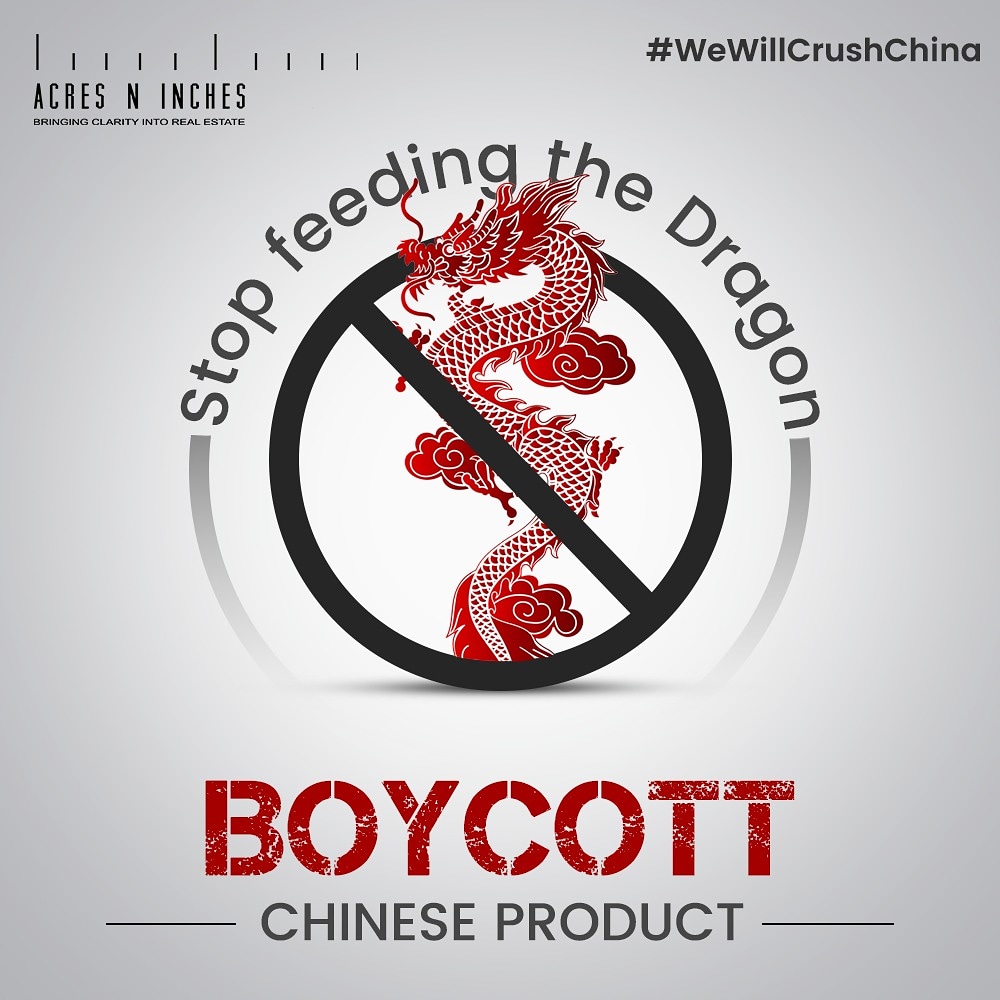 ACRES N INCHES
BRINGING CLARITY INTO REAL ESTATE
#WeWillCrushChina
Stop feeding the Dragon
BOYCOTT
CHINESE PRODUCT